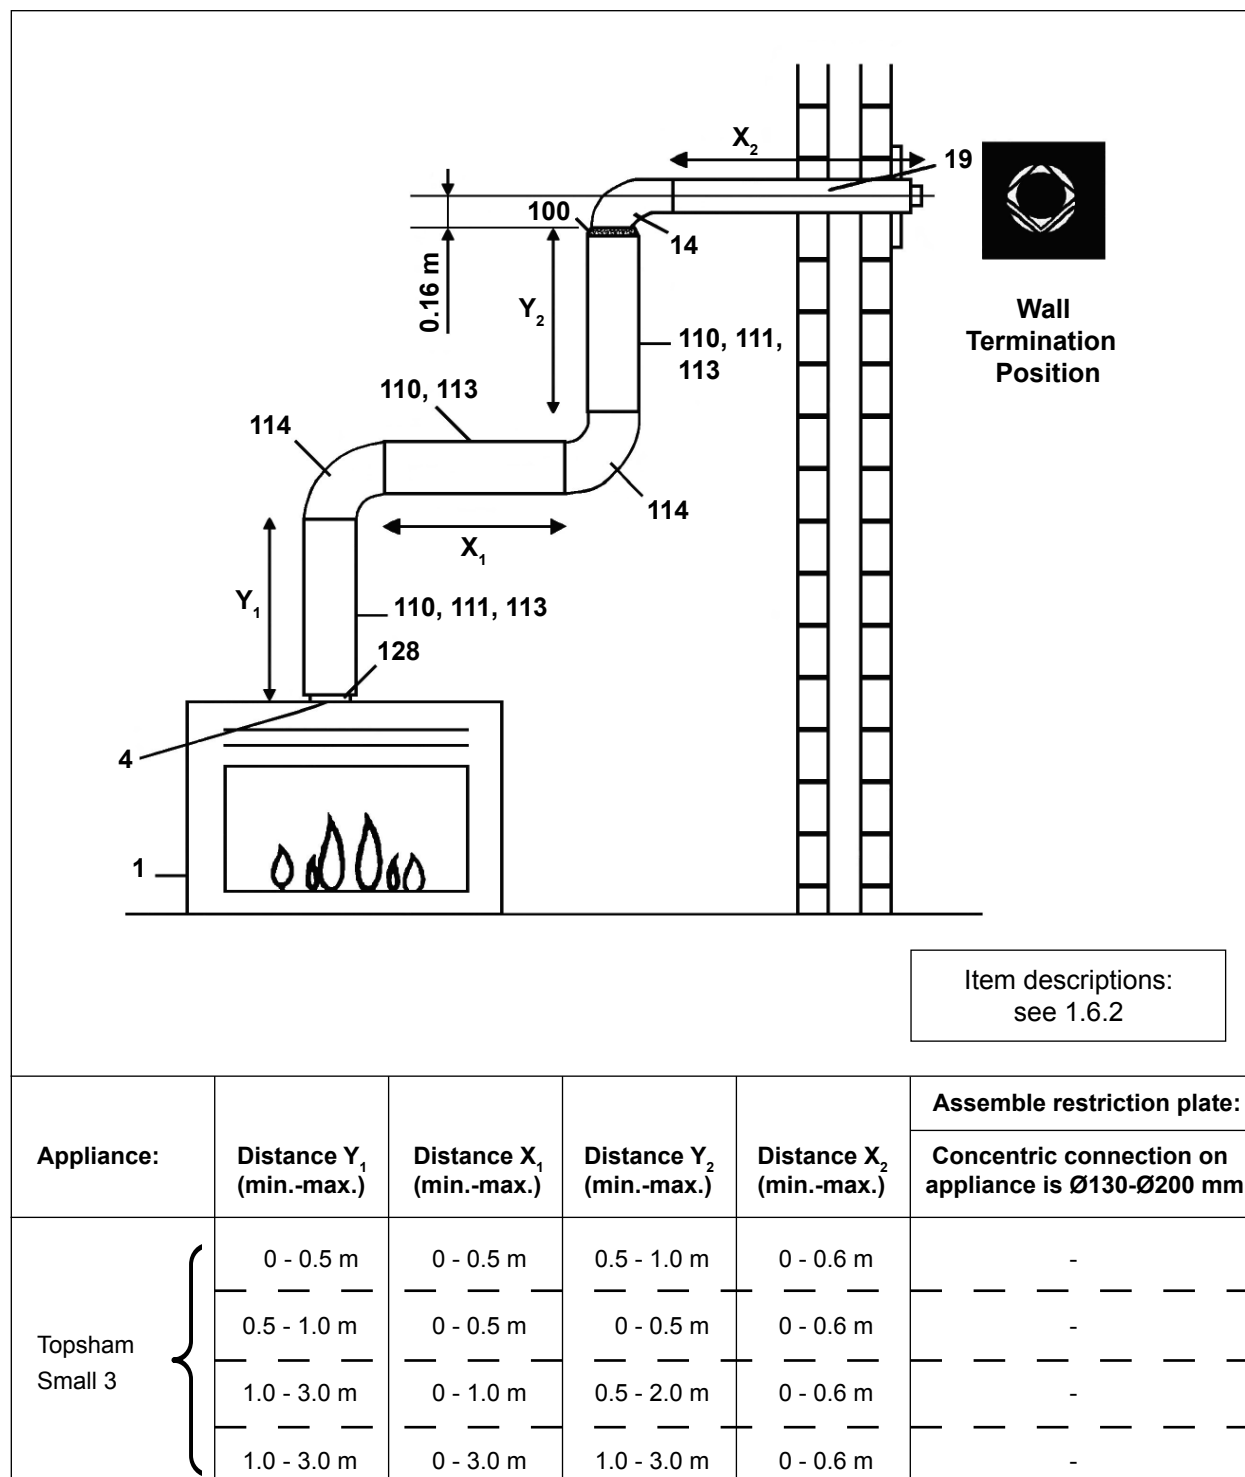 X2
19
100
14
0.16 m
Y2
Wall
Termination
Position
110, 111,
113
110, 113
114
114
X1
Y1
110, 111, 113
128
4
1
Item descriptions:
see 1.6.2
Appliance:
Distance Y1
(min.-max.)
Distance X1
(min.-max.)
Distance Y2
(min.-max.)
Distance X2
(min.-max.)
Assemble restriction plate:
Concentric connection on
appliance is Ø130-Ø200 mm
Topsham
Small 3
0 - 0.5 m 0 - 0.5 m 0.5 - 1.0 m 0 - 0.6 m -
0.5 - 1.0 m 0 - 0.5 m 0 - 0.5 m 0 - 0.6 m -
1.0 - 3.0 m 0 - 1.0 m 0.5 - 2.0 m 0 - 0.6 m -
1.0 - 3.0 m 0 - 3.0 m 1.0 - 3.0 m 0 - 0.6 m -